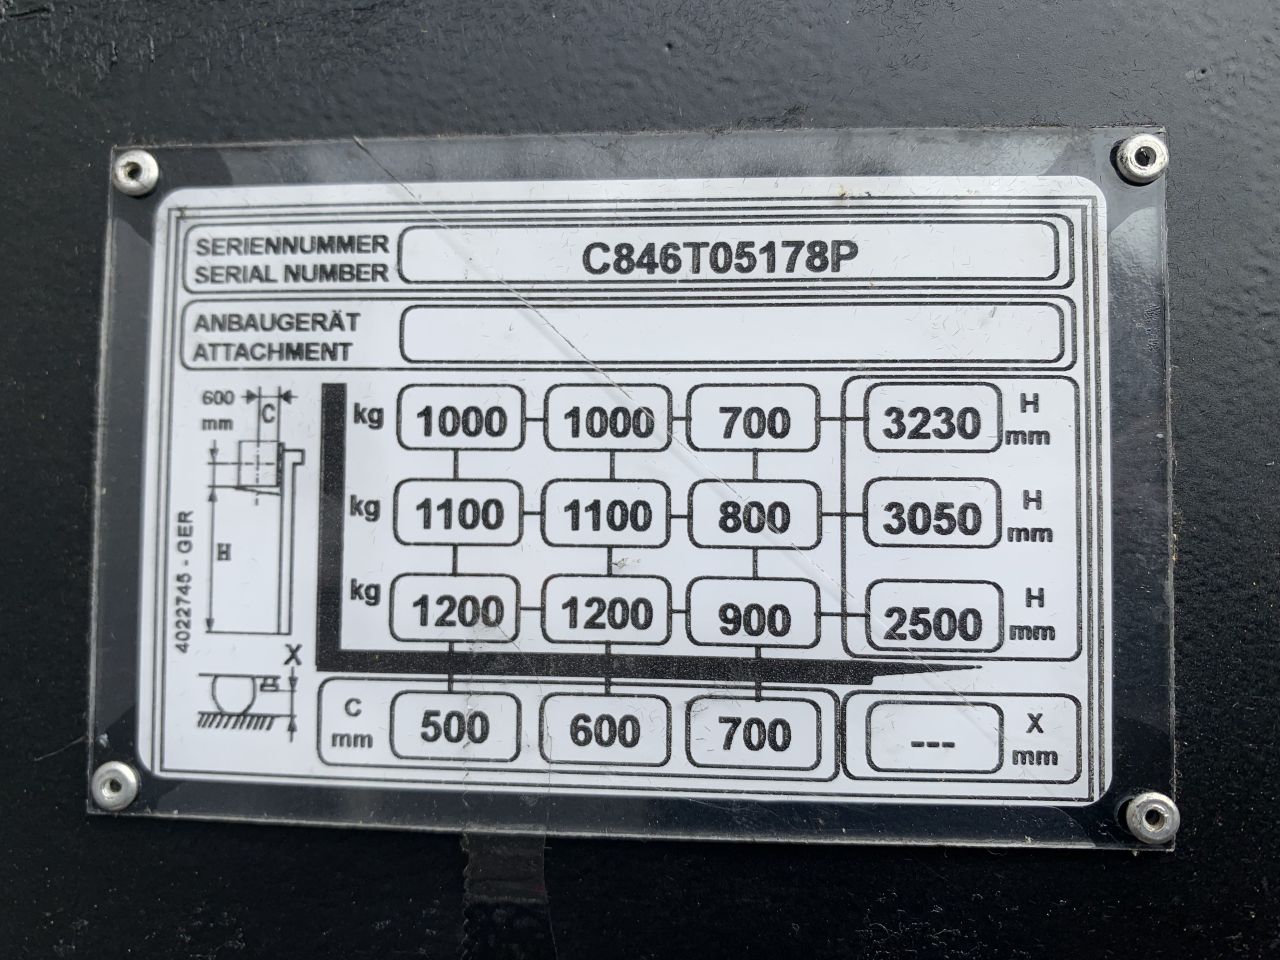 SERIENNUMMER
SERIAL NUMBER
C846T05178P
ANBAUGERÄT
ATTACHMENT
600
mm
C
H
X
4022745 - GER
kg 1000 1000 700 3230 H mm
kg 1100 1100 800 3050 H mm
kg 1200 1200 900 2500 H mm
C mm 500 600 700 --- X mm